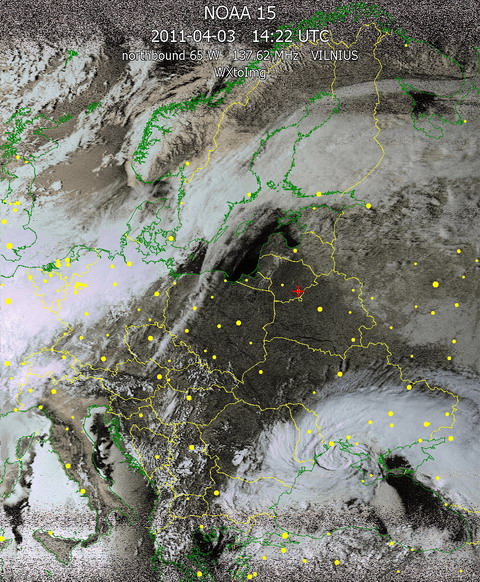 NOAA 15
2011-04-03 14:22 UTC
northbound 65°W 137.62 MHz VILNIUS
WXtoImg